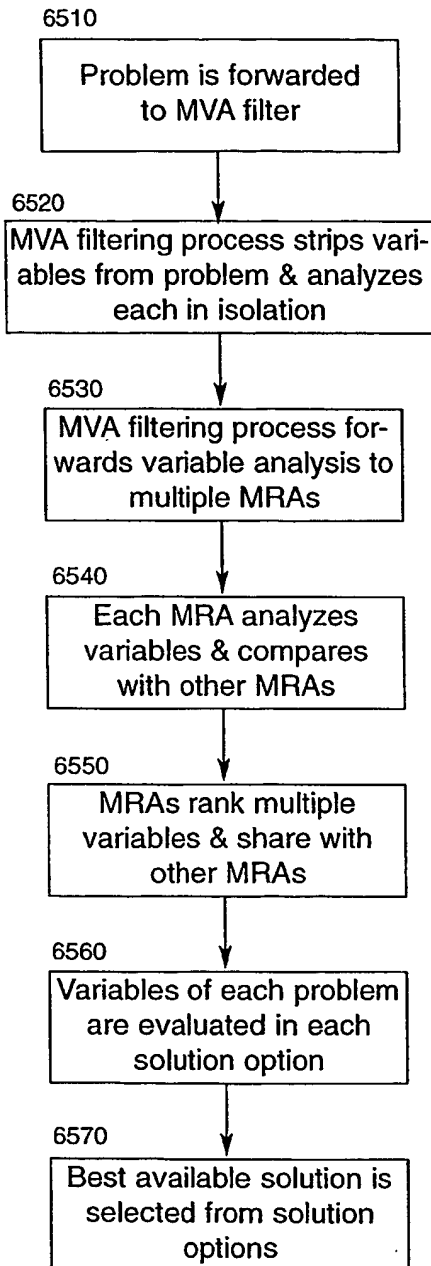 6510
Problem is forwarded
to MVA filter
6520
MVA filtering process strips vari-
ables from problem & analyzes
each in isolation
6530
MVA filtering process for-
wards variable analysis to
multiple MRAs
6540
Each MRA analyzes
variables & compares
with other MRAs
6550
MRAs rank multiple
variables & share with
other MRAs
6560
Variables of each problem
are evaluated in each
solution option
6570
Best available solution is
selected from solution
options